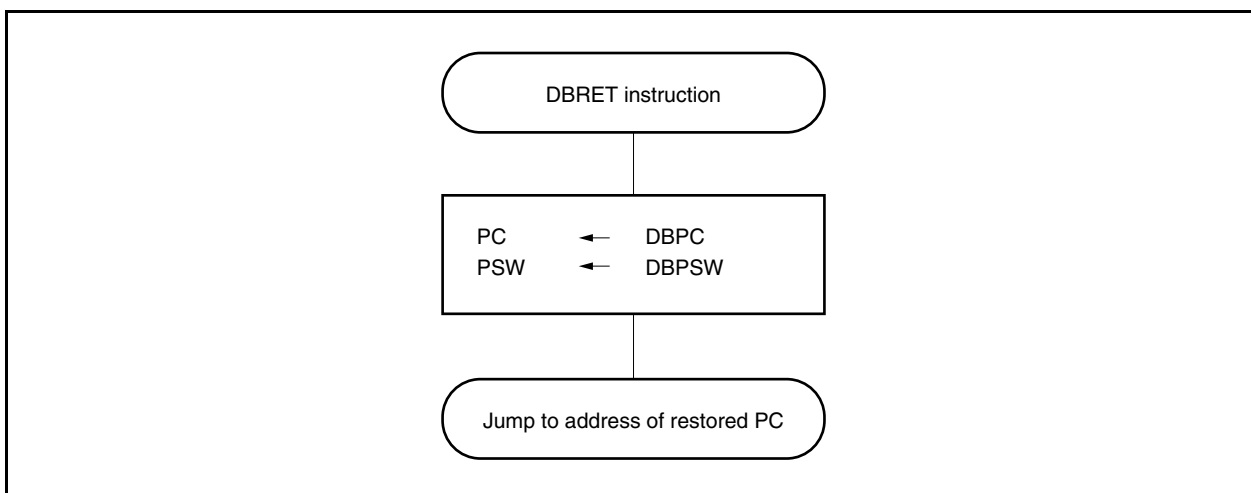 DBRET instruction
PC ← DBPC
PSW ← DBPSW
Jump to address of restored PC